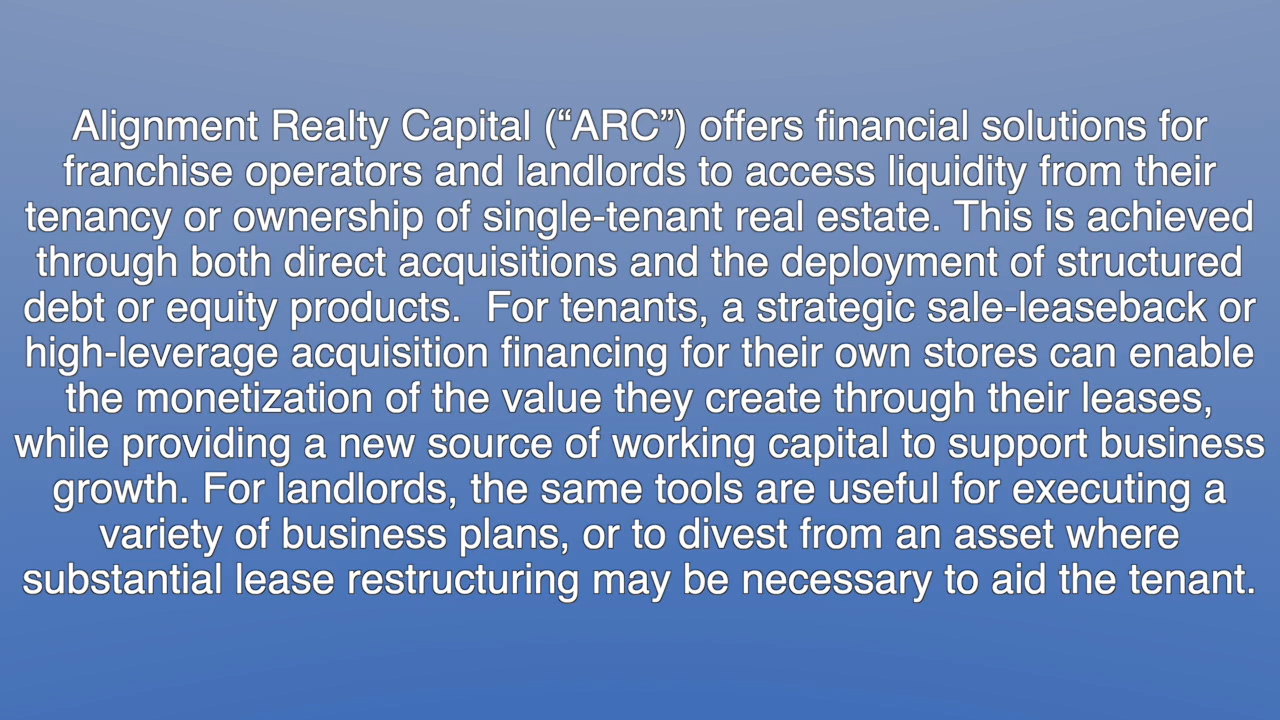 Alignment Realty Capital (“ARC”) offers financial solutions for
franchise operators and landlords to access liquidity from their
tenancy or ownership of single-tenant real estate. This is achieved
through both direct acquisitions and the deployment of structured
debt or equity products.  For tenants, a strategic sale-leaseback or
high-leverage acquisition financing for their own stores can enable
the monetization of the value they create through their leases,
while providing a new source of working capital to support business
growth. For landlords, the same tools are useful for executing a
variety of business plans, or to divest from an asset where
substantial lease restructuring may be necessary to aid the tenant.